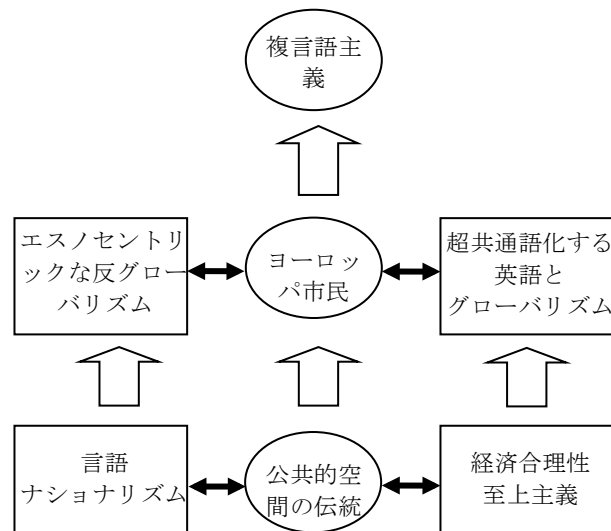 複言語主
義
エスノセントリ
ックな反グロー
バリズム
ヨーロッ
パ市民
超共通語化する
英語と
グローバリズム
言語
ナショナリズム
公共的空
間の伝統
経済合理性
至上主義